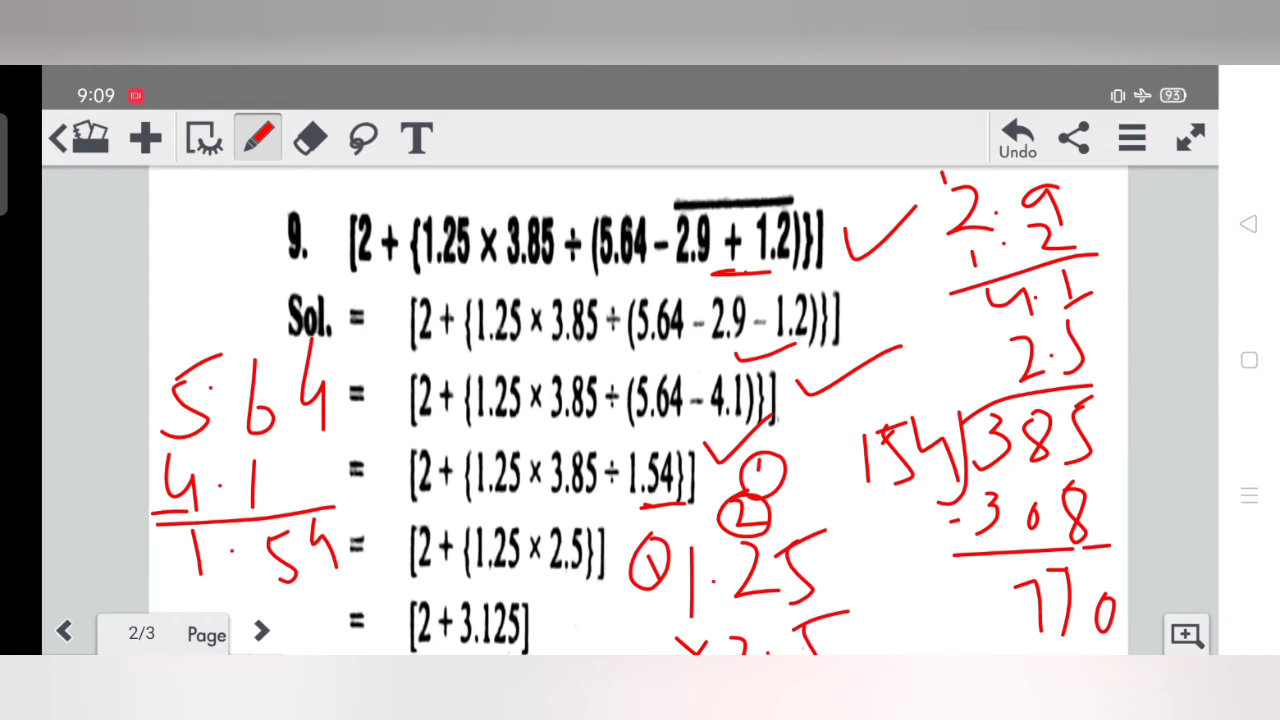 9:09
93
T
Undo
9. [2 + {1.25 × 3.85 ÷ (5.64 – 2.9 + 1.2)}]
Sol. = [2 + {1.25 × 3.85 ÷ (5.64 – 2.9 – 1.2)}]
= [2 + {1.25 × 3.85 ÷ (5.64 – 4.1)}]
= [2 + {1.25 × 3.85 ÷ 1.54}]
= [2 + {1.25 × 2.5}]
= [2 + 3.125]
5.64
4.1
1.54
2.9
1.2
4.1
2.5
154)385
-308
770
1
2
1.25
×2.5
2/3 Page